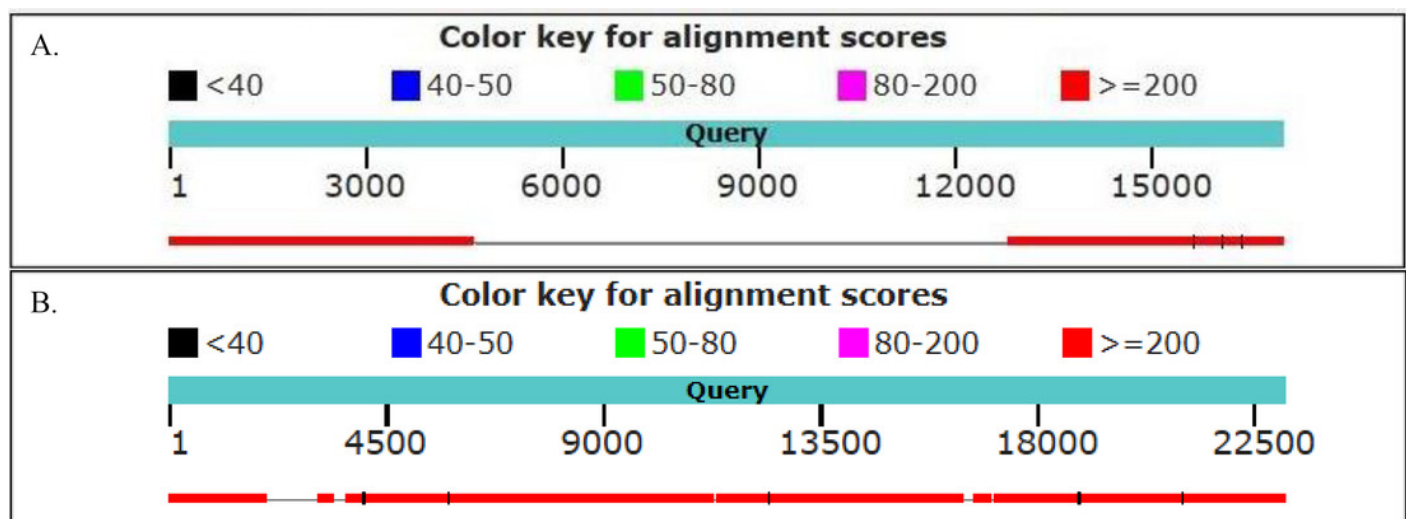 A.
Color key for alignment scores
<40 40-50 50-80 80-200 >=200
Query
1 3000 6000 9000 12000 15000
B.
Color key for alignment scores
<40 40-50 50-80 80-200 >=200
Query
1 4500 9000 13500 18000 22500